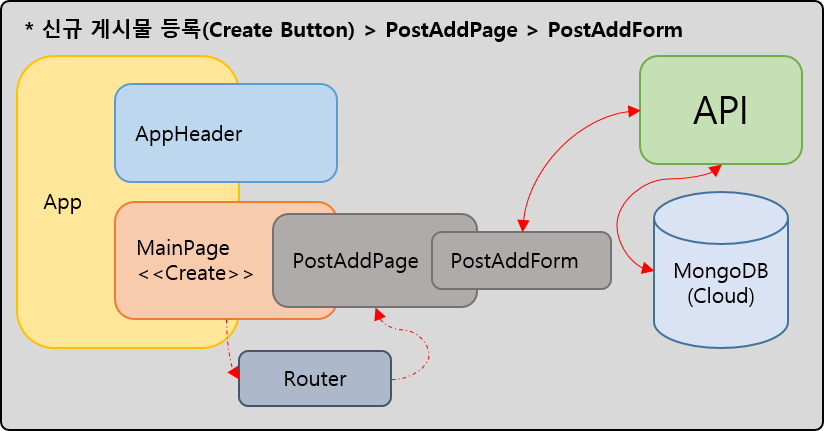 * 신규 게시물 등록(Create Button) > PostAddPage > PostAddForm
App
AppHeader
MainPage
<<Create>>
PostAddPage
PostAddForm
API
MongoDB
(Cloud)
Router